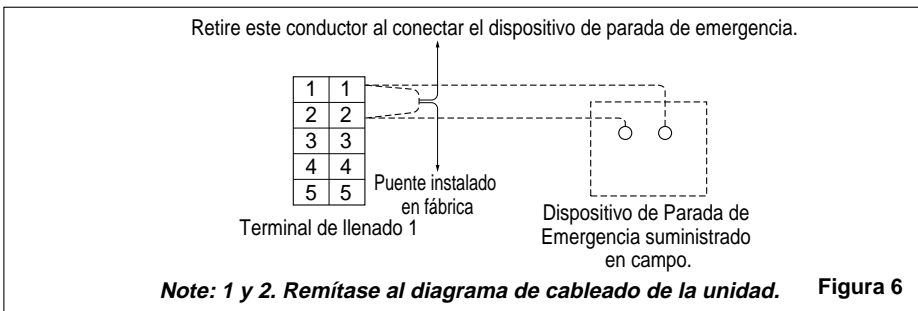 Retire este conductor al conectar el dispositivo de parada de emergencia.
1 1
2 2
3 3
4 4
5 5
Puente instalado
en fábrica
Terminal de llenado 1
Dispositivo de Parada de
Emergencia suministrado
en campo.
Note: 1 y 2. Remítase al diagrama de cableado de la unidad.
Figura 6